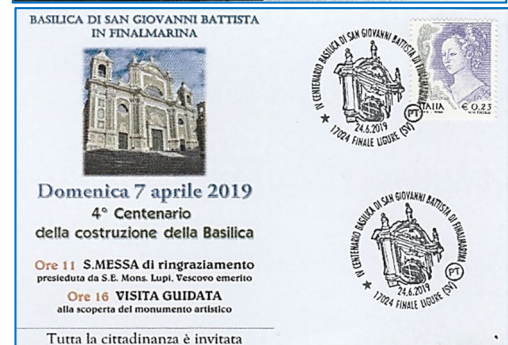 BASILICA DI SAN GIOVANNI BATTISTA
IN FINALMARINA
Domenica 7 aprile 2019
4° Centenario
della costruzione della Basilica
Ore 11 S.MESSA di ringraziamento
presieduta da S.E. Mons. Lupi, Vescovo emerito
Ore 16 VISITA GUIDATA
alla scoperta del monumento artistico
Tutta la cittadinanza è invitata
★ IV CENTENARIO BASILICA DI SAN GIOVANNI BATTISTA DI FINALMARINA
24.6.2019
17024 FINALE LIGURE (SV)
PT
ITALIA € 0,23
★ IV CENTENARIO BASILICA DI SAN GIOVANNI BATTISTA DI FINALMARINA
24.6.2019
17024 FINALE LIGURE (SV)
PT